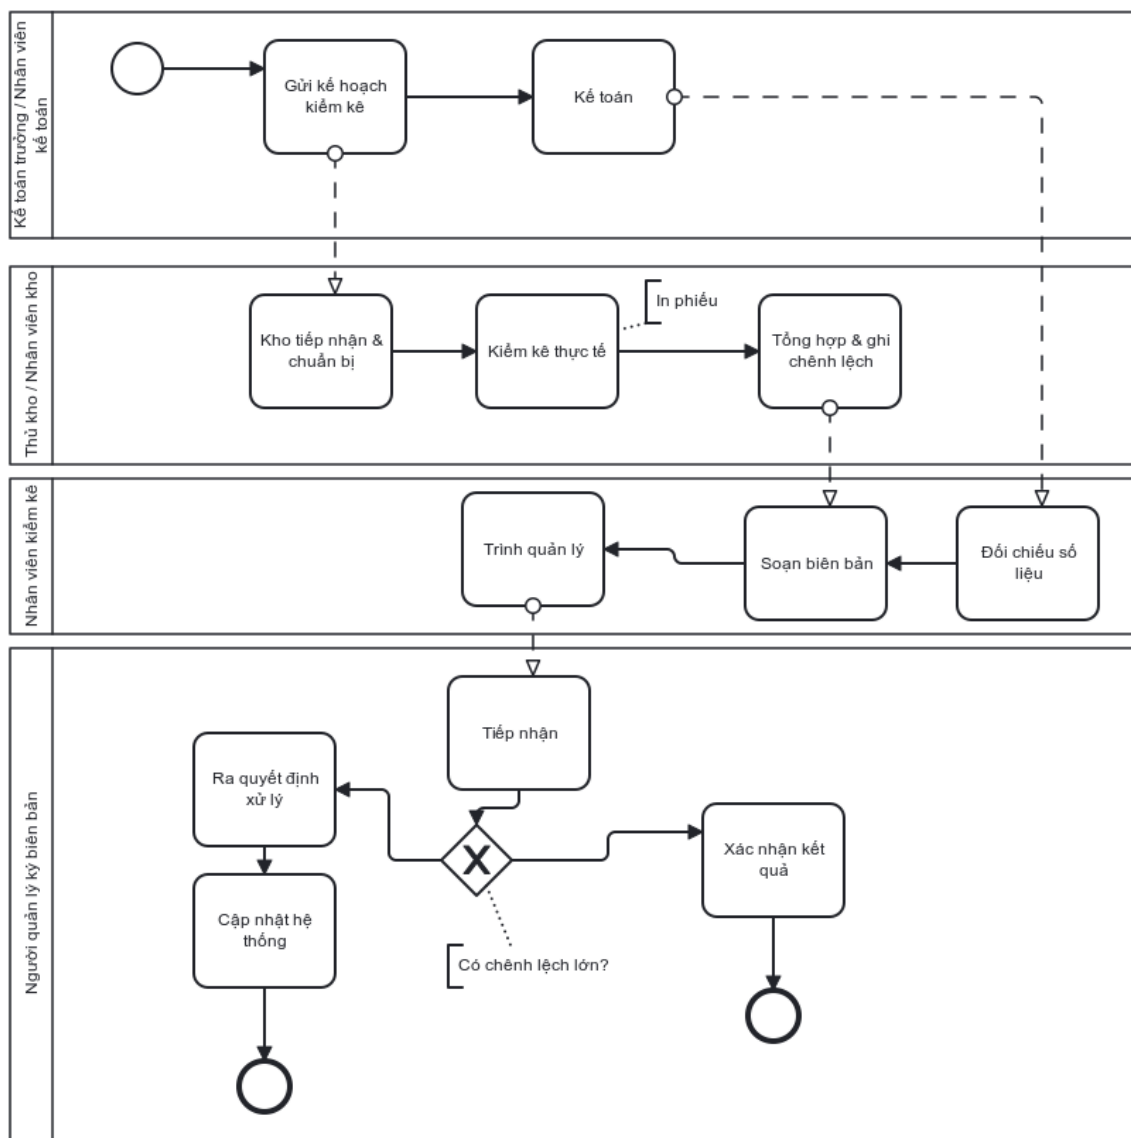 Kế toán trưởng / Nhân viên
kế toán
Gửi kế hoạch
kiểm kê
Kế toán
Thủ kho / Nhân viên kho
Kho tiếp nhận &
chuẩn bị
Kiểm kê thực tế
In phiếu
Tổng hợp & ghi
chênh lệch
Nhân viên kiểm kê
Trình quản lý
Soạn biên bản
Đối chiếu số
liệu
Người quản lý ký biên bản
Tiếp nhận
Ra quyết định
xử lý
Xác nhận kết
quả
Cập nhật hệ
thống
Có chênh lệch lớn?